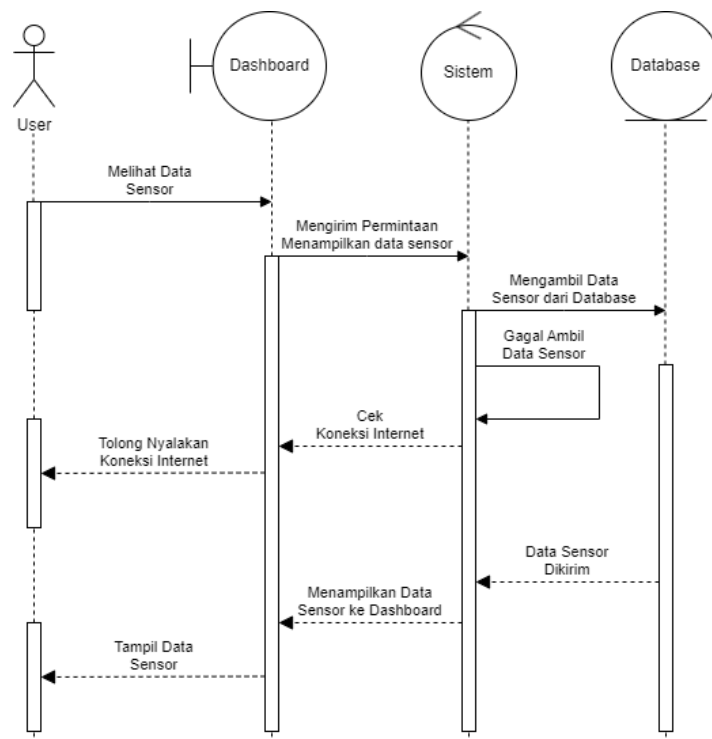 Dashboard
Sistem
Database
User
Melihat Data
Sensor
Mengirim Permintaan
Menampilkan data sensor
Mengambil Data
Sensor dari Database
Gagal Ambil
Data Sensor
Cek
Koneksi Internet
Tolong Nyalakan
Koneksi Internet
Data Sensor
Dikirim
Menampilkan Data
Sensor ke Dashboard
Tampil Data
Sensor